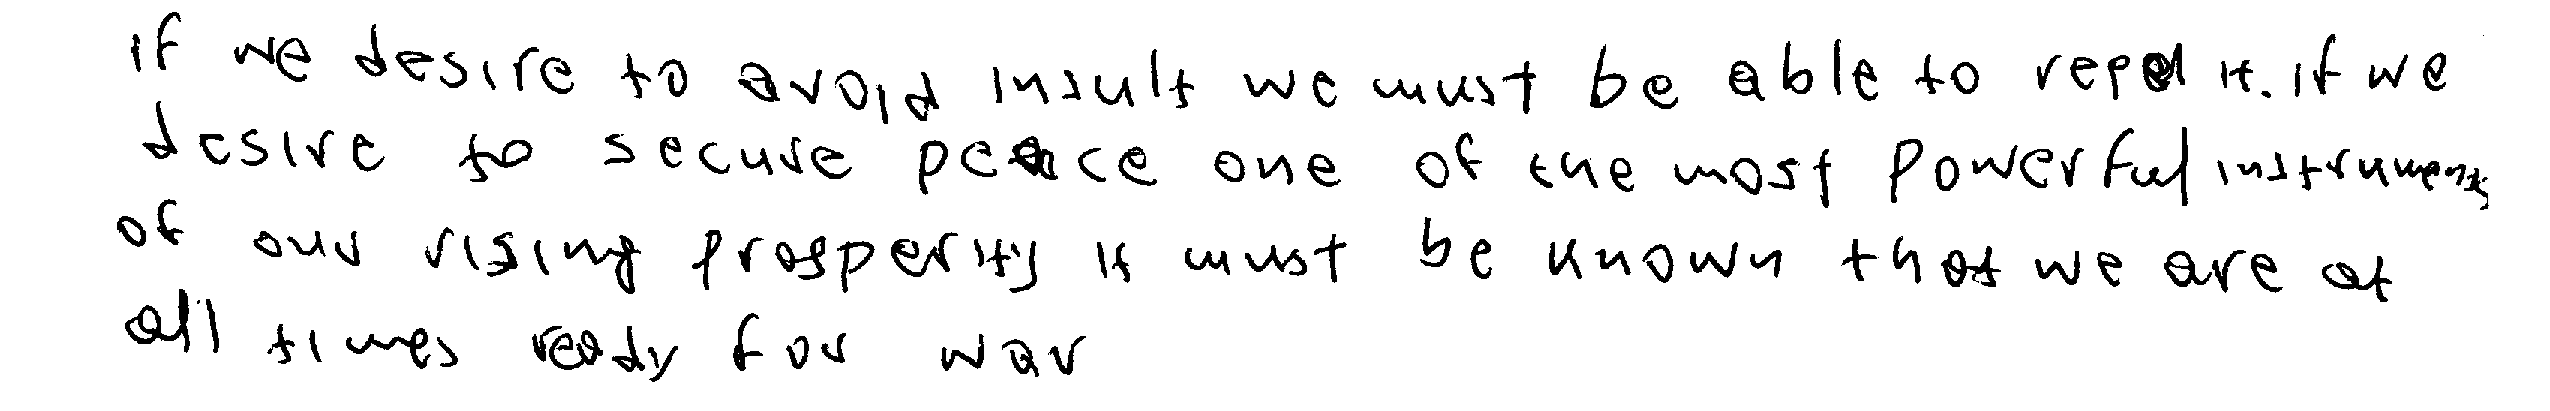 if we desire to avoid insult we must be able to repel it. if we
desire to secure peace one of the most powerful instruments
of our rising prosperity it must be known that we are at
all times ready for war